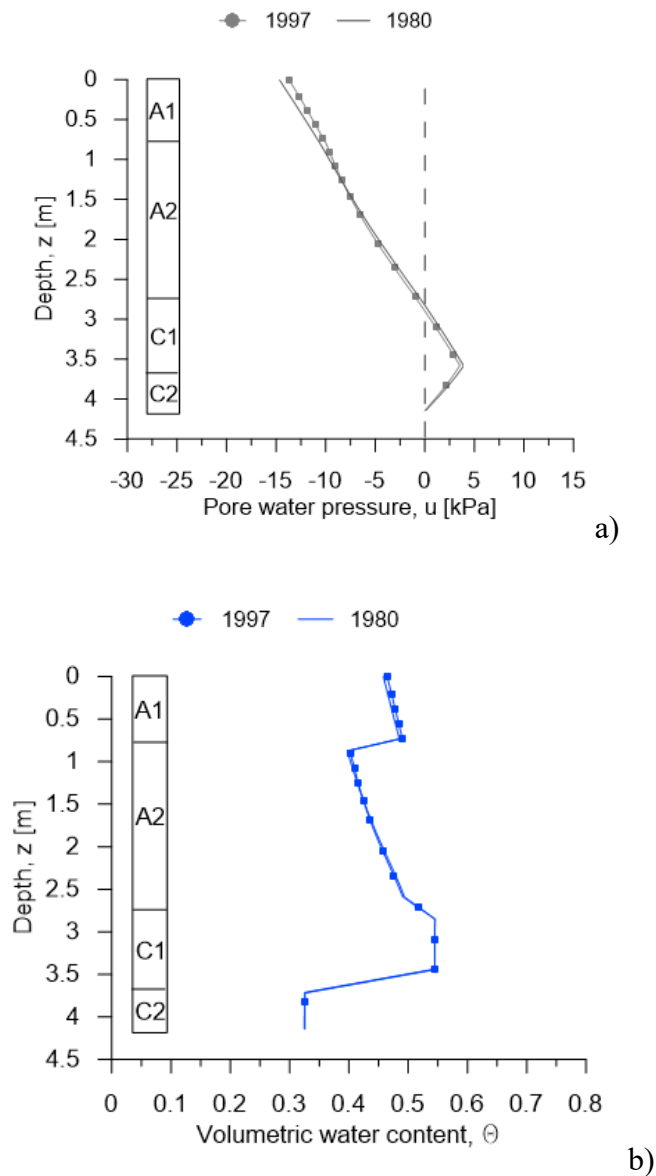 1997 1980
0
0.5
1
1.5
2
2.5
3
3.5
4
4.5
Depth, z [m]
A1
A2
C1
C2
-30 -25 -20 -15 -10 -5 0 5 10 15
Pore water pressure, u [kPa]
a)
1997 1980
0
0.5
1
1.5
2
2.5
3
3.5
4
4.5
Depth, z [m]
A1
A2
C1
C2
0 0.1 0.2 0.3 0.4 0.5 0.6 0.7 0.8
Volumetric water content, Θ
b)